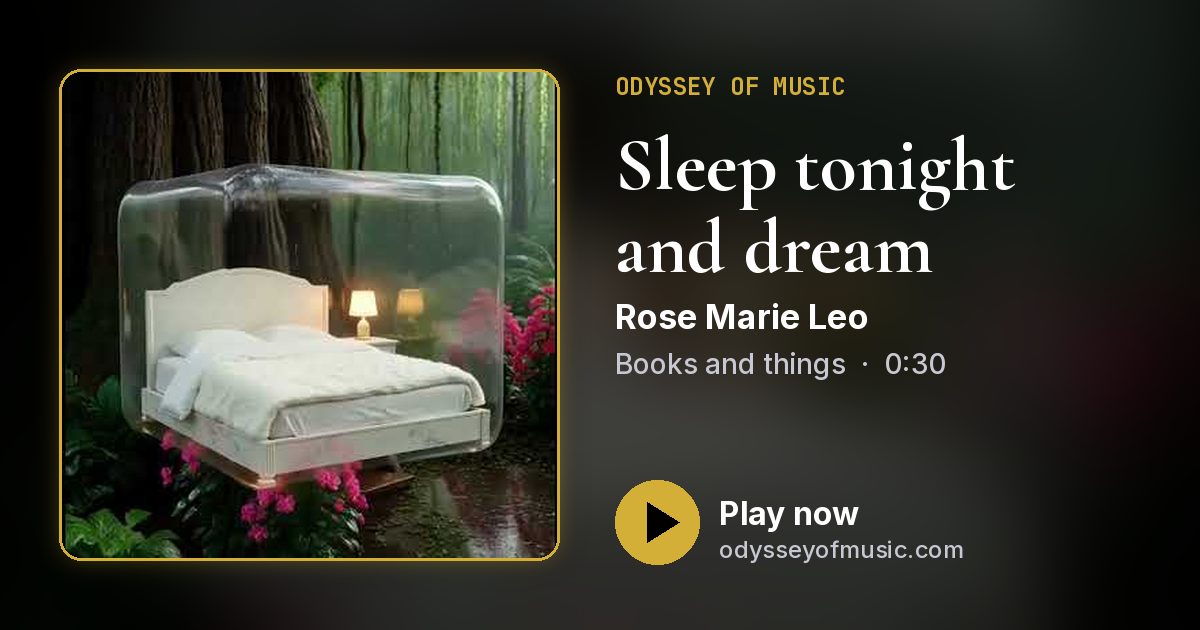 ODYSSEY OF MUSIC
Sleep tonight
and dream
Rose Marie Leo
Books and things · 0:30
Play now
odysseyofmusic.com